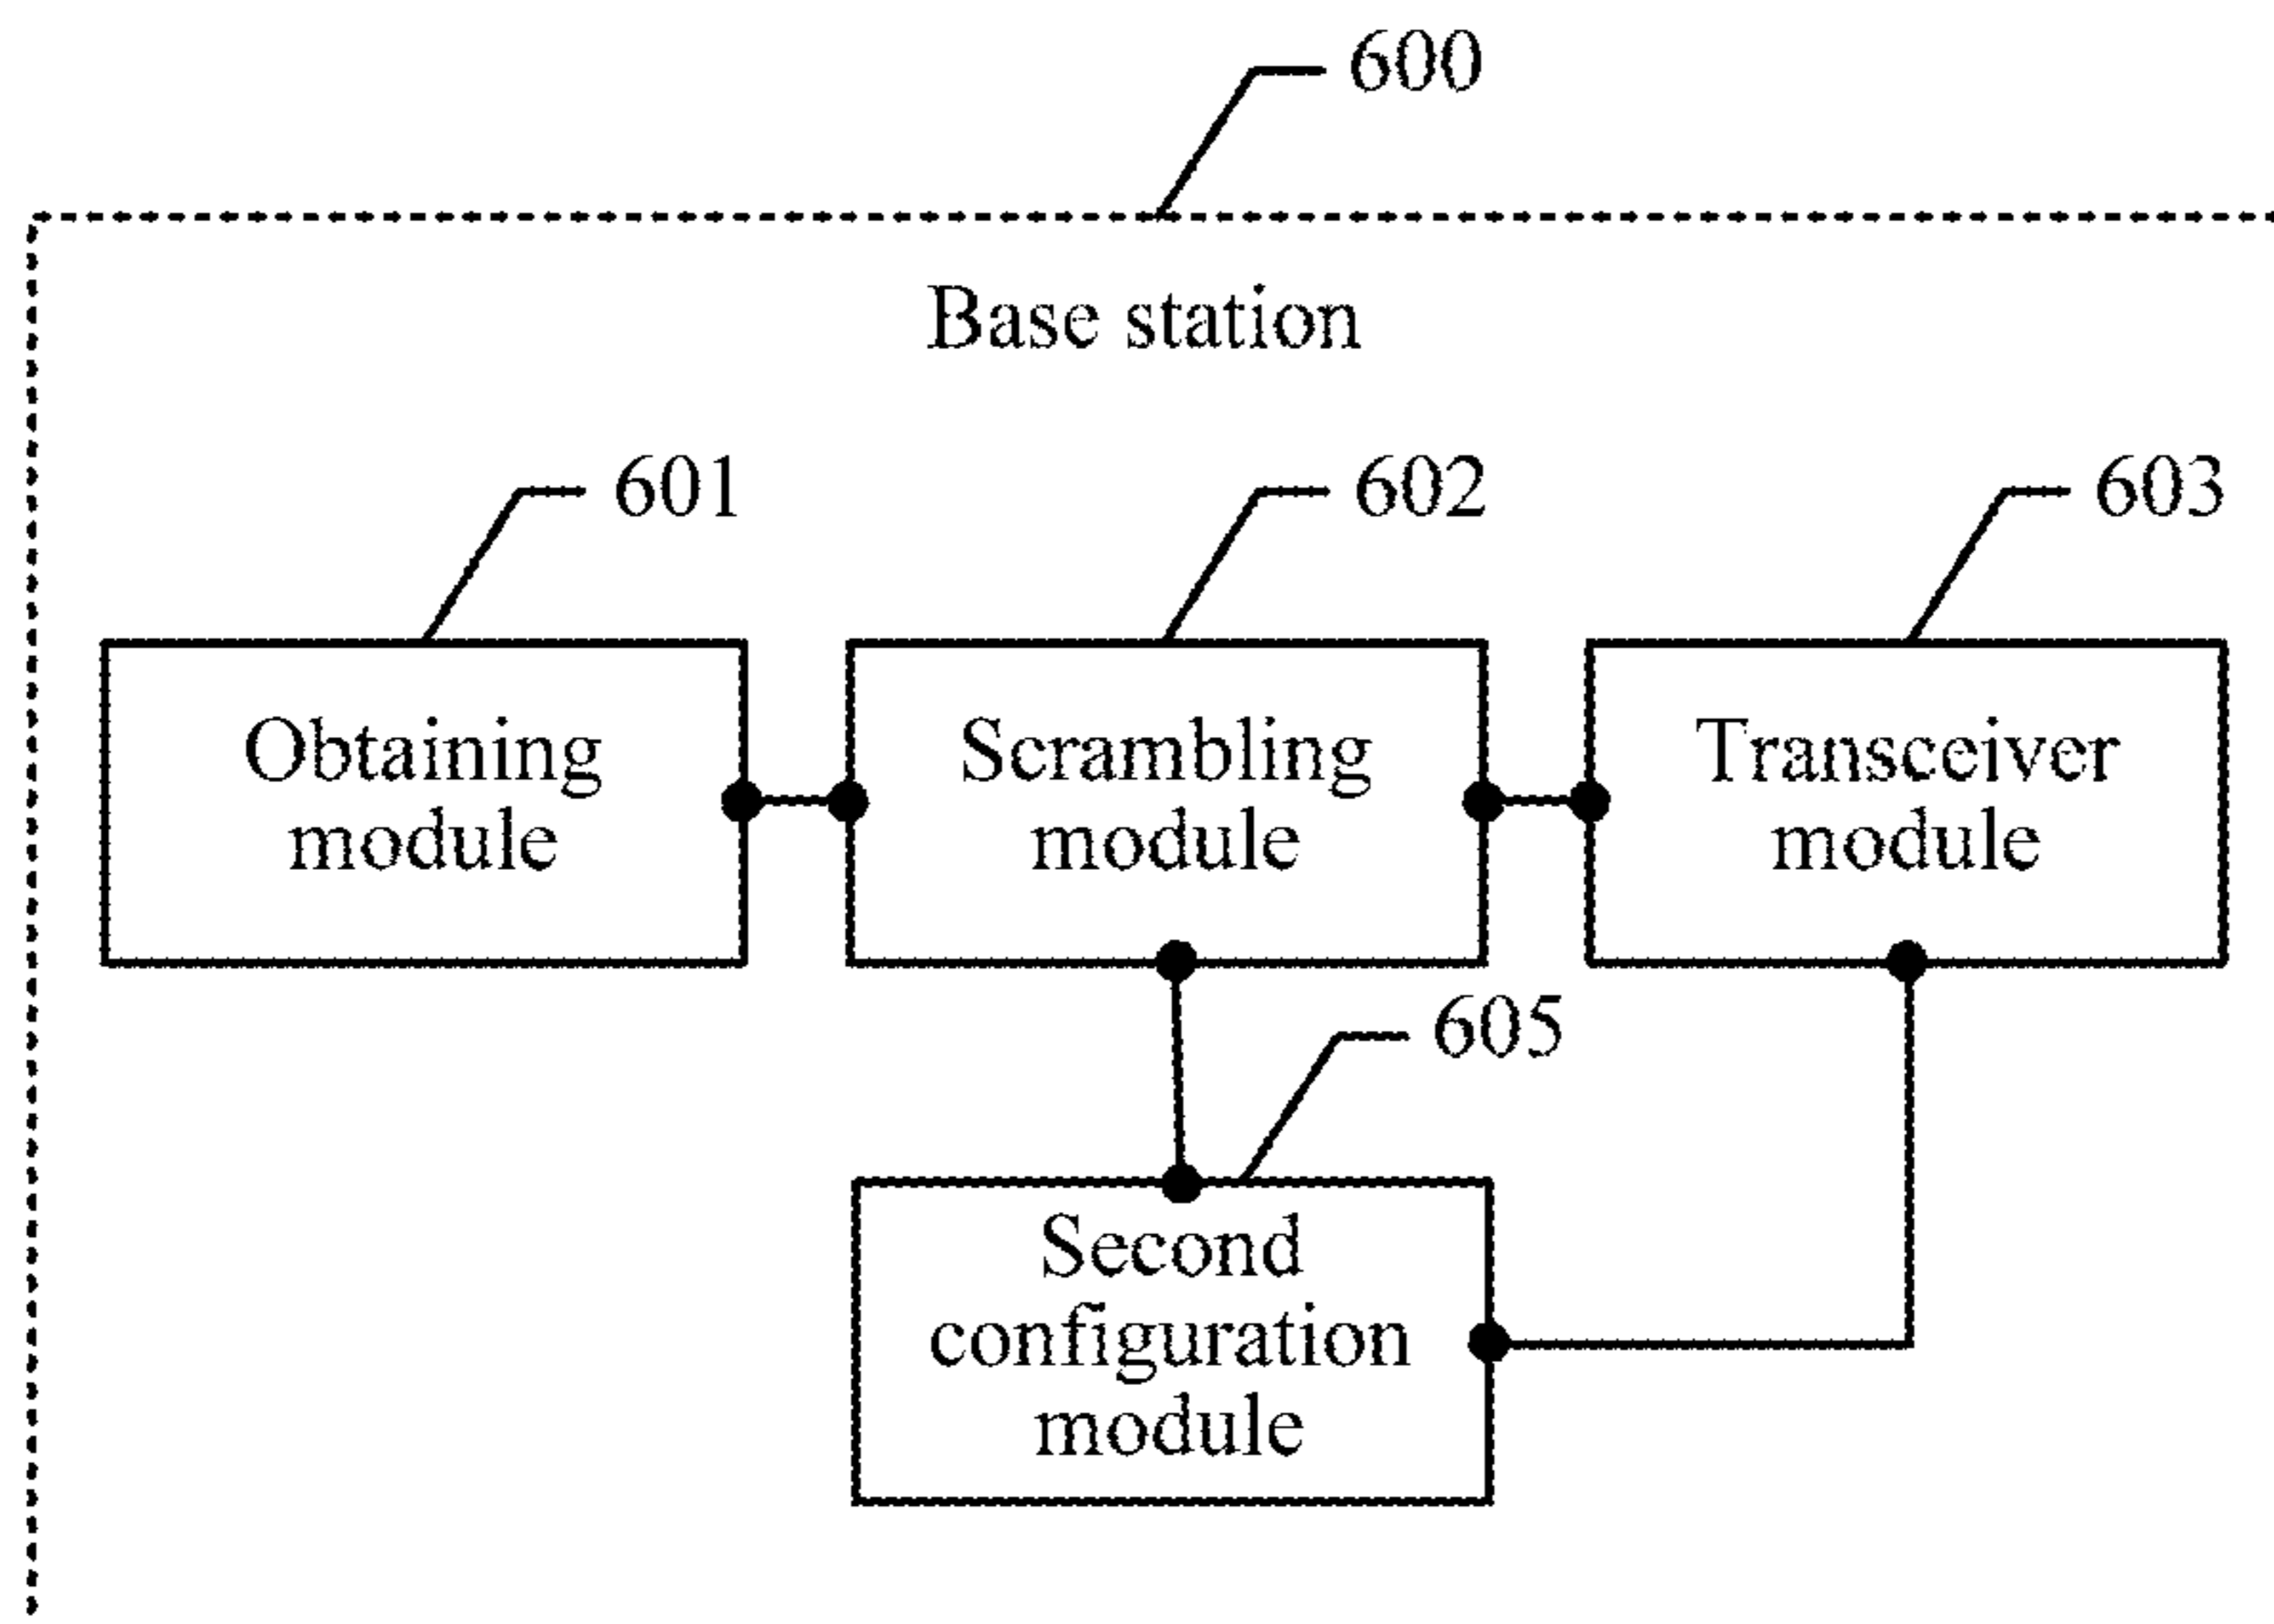 600
Base station
601
602
603
Obtaining
module
Scrambling
module
Transceiver
module
605
Second
configuration
module